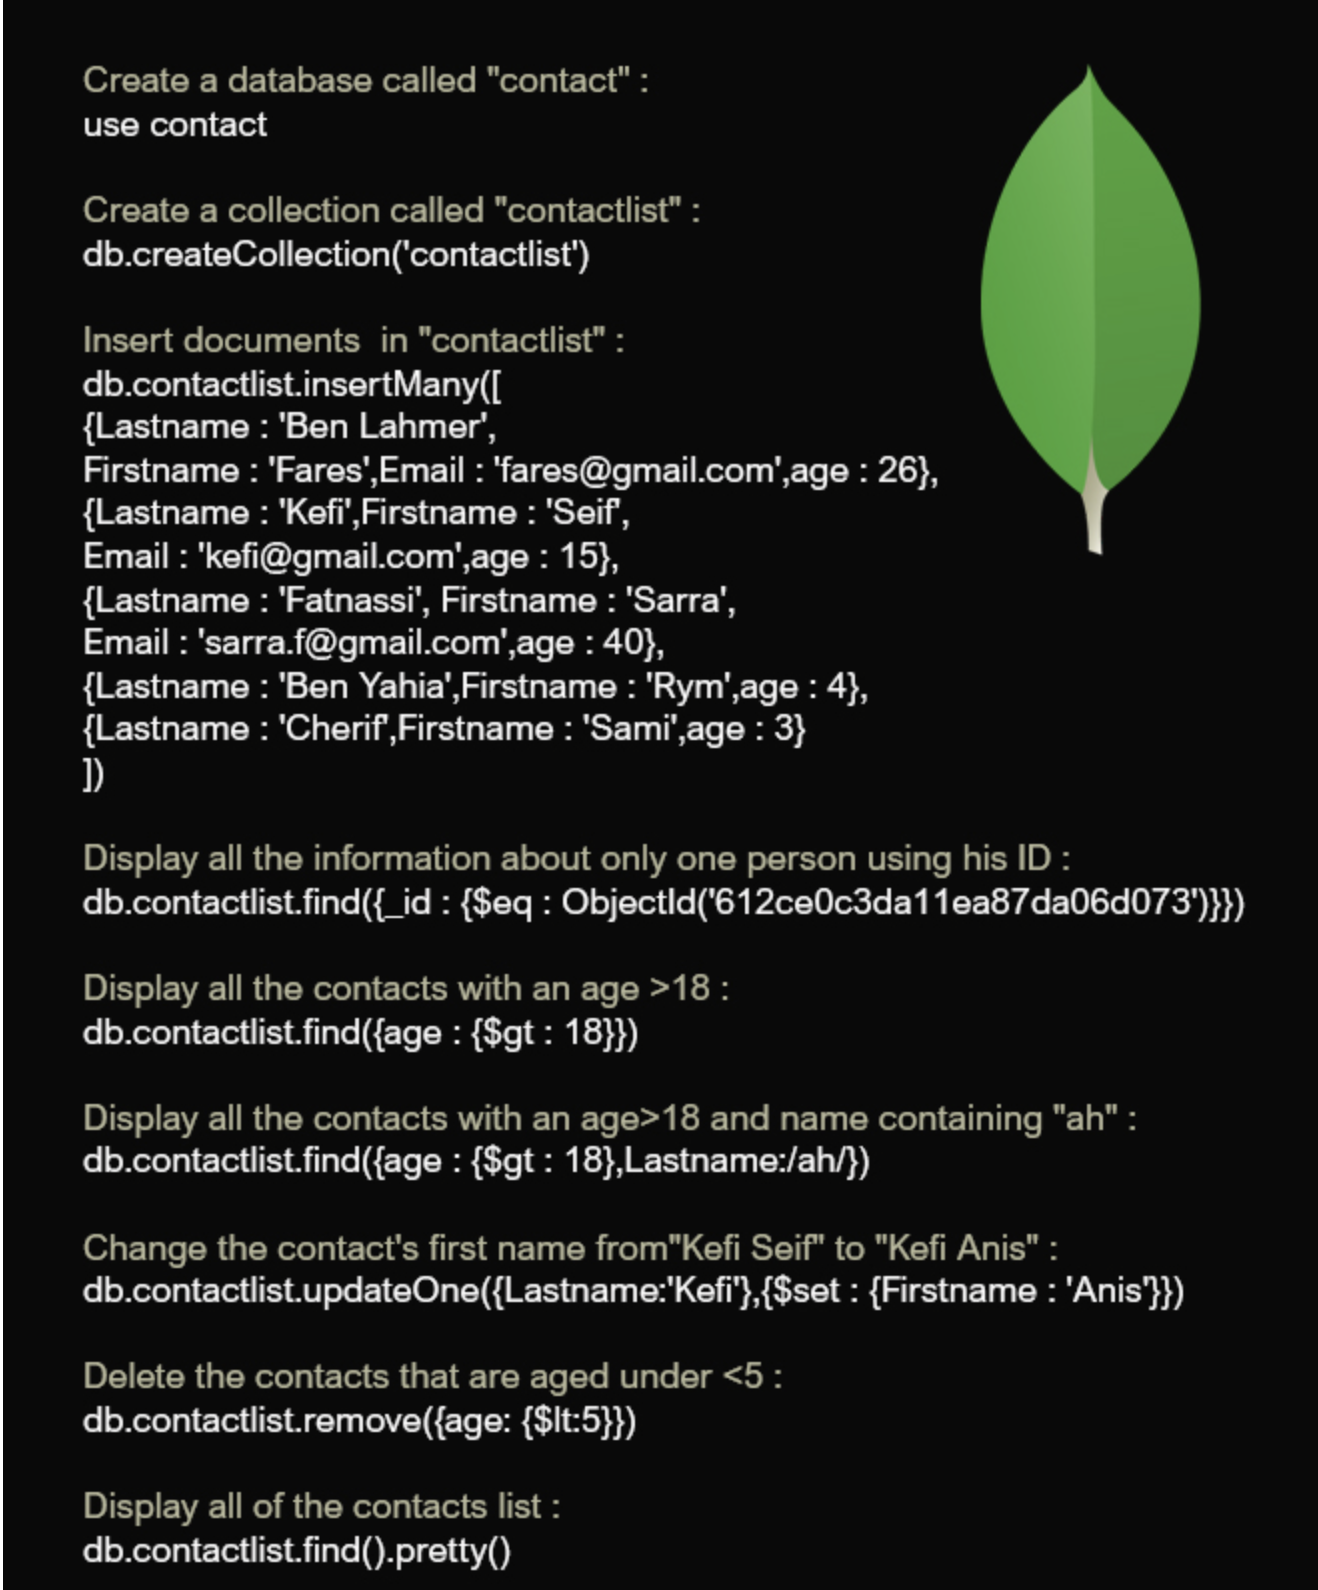 Create a database called "contact" :
use contact
Create a collection called "contactlist" :
db.createCollection('contactlist')
Insert documents  in "contactlist" :
db.contactlist.insertMany([
{Lastname : 'Ben Lahmer',
Firstname : 'Fares',Email : 'fares@gmail.com',age : 26},
{Lastname : 'Kefi',Firstname : 'Seif',
Email : 'kefi@gmail.com',age : 15},
{Lastname : 'Fatnassi', Firstname : 'Sarra',
Email : 'sarra.f@gmail.com',age : 40},
{Lastname : 'Ben Yahia',Firstname : 'Rym',age : 4},
{Lastname : 'Cherif',Firstname : 'Sami',age : 3}
])
Display all the information about only one person using his ID :
db.contactlist.find({_id : {$eq : ObjectId('612ce0c3da11ea87da06d073')}})
Display all the contacts with an age >18 :
db.contactlist.find({age : {$gt : 18}})
Display all the contacts with an age>18 and name containing "ah" :
db.contactlist.find({age : {$gt : 18},Lastname:/ah/})
Change the contact's first name from"Kefi Seif" to "Kefi Anis" :
db.contactlist.updateOne({Lastname:'Kefi'},{$set : {Firstname : 'Anis'}})
Delete the contacts that are aged under <5 :
db.contactlist.remove({age: {$lt:5}})
Display all of the contacts list :
db.contactlist.find().pretty()